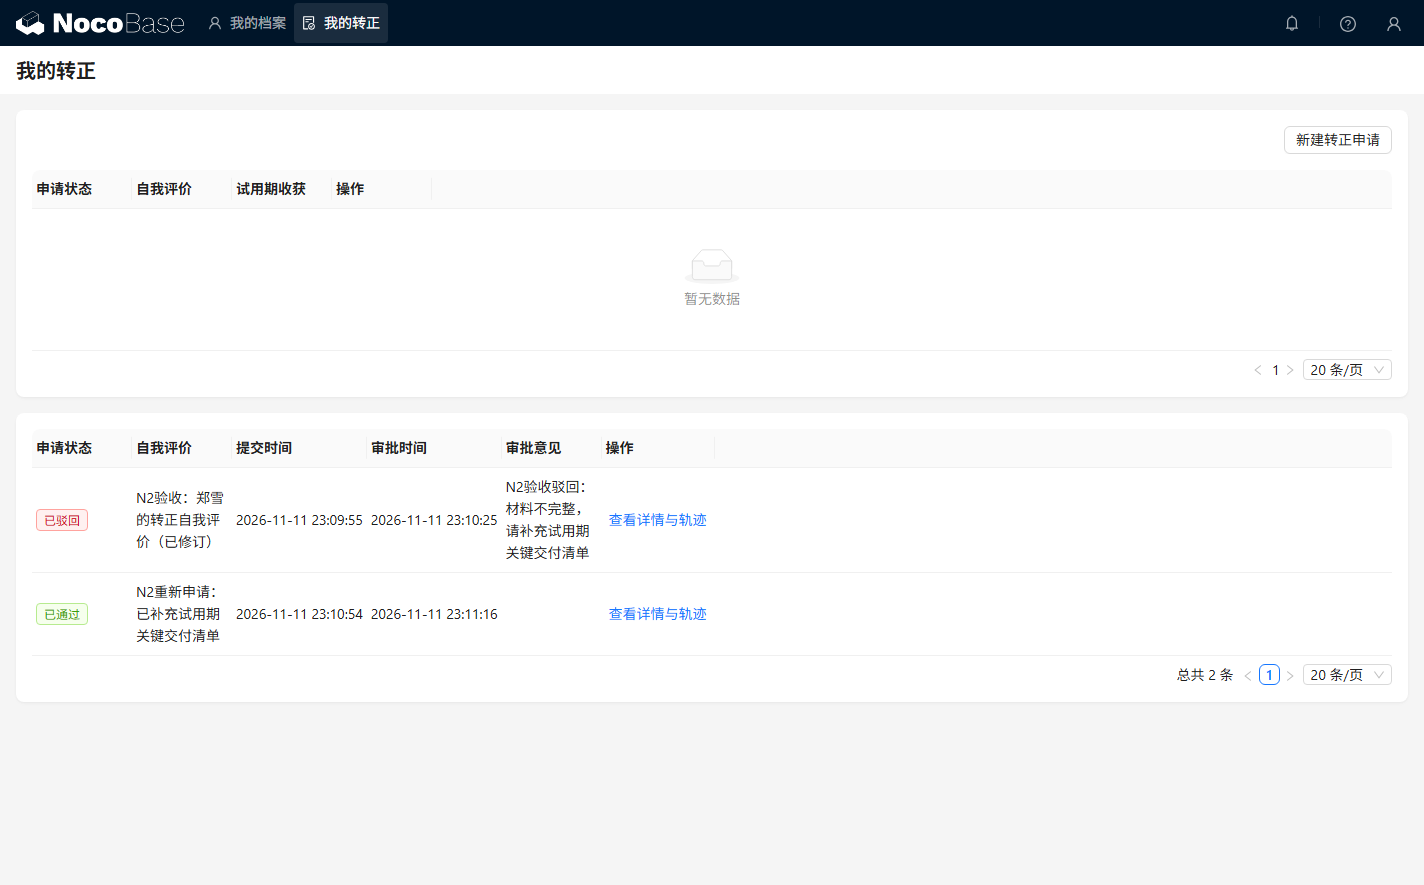 NocoBase 我的档案 我的转正
我的转正
新建转正申请
申请状态 自我评价 试用期收获 操作
暂无数据
1 20 条/页
申请状态 自我评价 提交时间 审批时间 审批意见 操作
已驳回
N2验收：郑雪
的转正自我评
价（已修订）
2026-11-11 23:09:55 2026-11-11 23:10:25
N2验收驳回：
材料不完整，
请补充试用期
关键交付清单
查看详情与轨迹
已通过
N2重新申请：
已补充试用期
关键交付清单
2026-11-11 23:10:54 2026-11-11 23:11:16
查看详情与轨迹
总共 2 条 1 20 条/页